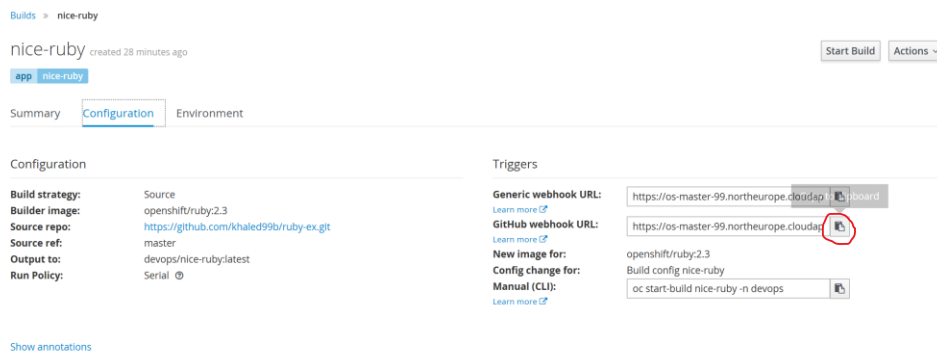 Builds » nice-ruby
nice-ruby created 28 minutes ago
Start Build
Actions
app nice-ruby
Summary Configuration Environment
Configuration
Build strategy: Source
Builder image: openshift/ruby:2.3
Source repo: https://github.com/khaled99b/ruby-ex.git
Source ref: master
Output to: devops/nice-ruby:latest
Run Policy: Serial
Show annotations
Triggers
Generic webhook URL: https://os-master-99.northeurope.cloudap
Learn more
GitHub webhook URL: https://os-master-99.northeurope.cloudap
Learn more
New image for: openshift/ruby:2.3
Config change for: Build config nice-ruby
Manual (CLI): oc start-build nice-ruby -n devops
Learn more